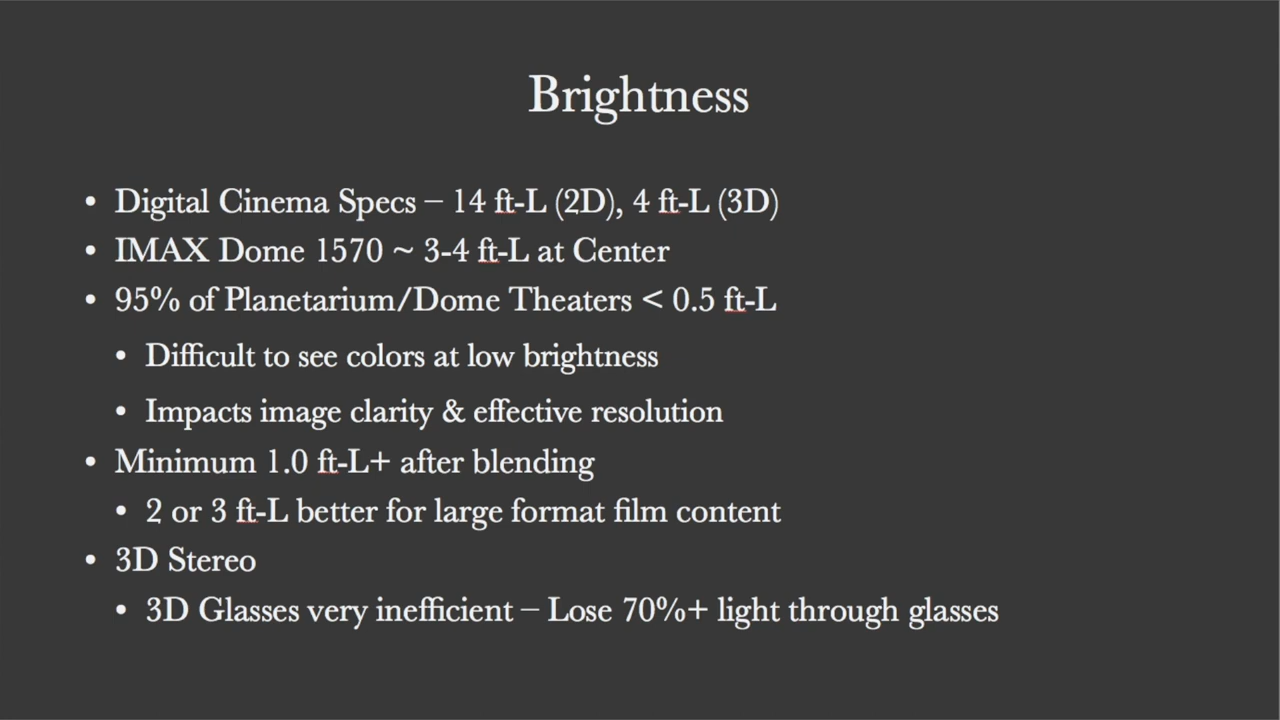 Brightness
• Digital Cinema Specs – 14 ft-L (2D), 4 ft-L (3D)
• IMAX Dome 1570 ~ 3-4 ft-L at Center
• 95% of Planetarium/Dome Theaters < 0.5 ft-L
• Difficult to see colors at low brightness
• Impacts image clarity & effective resolution
• Minimum 1.0 ft-L+ after blending
• 2 or 3 ft-L better for large format film content
• 3D Stereo
• 3D Glasses very inefficient – Lose 70%+ light through glasses